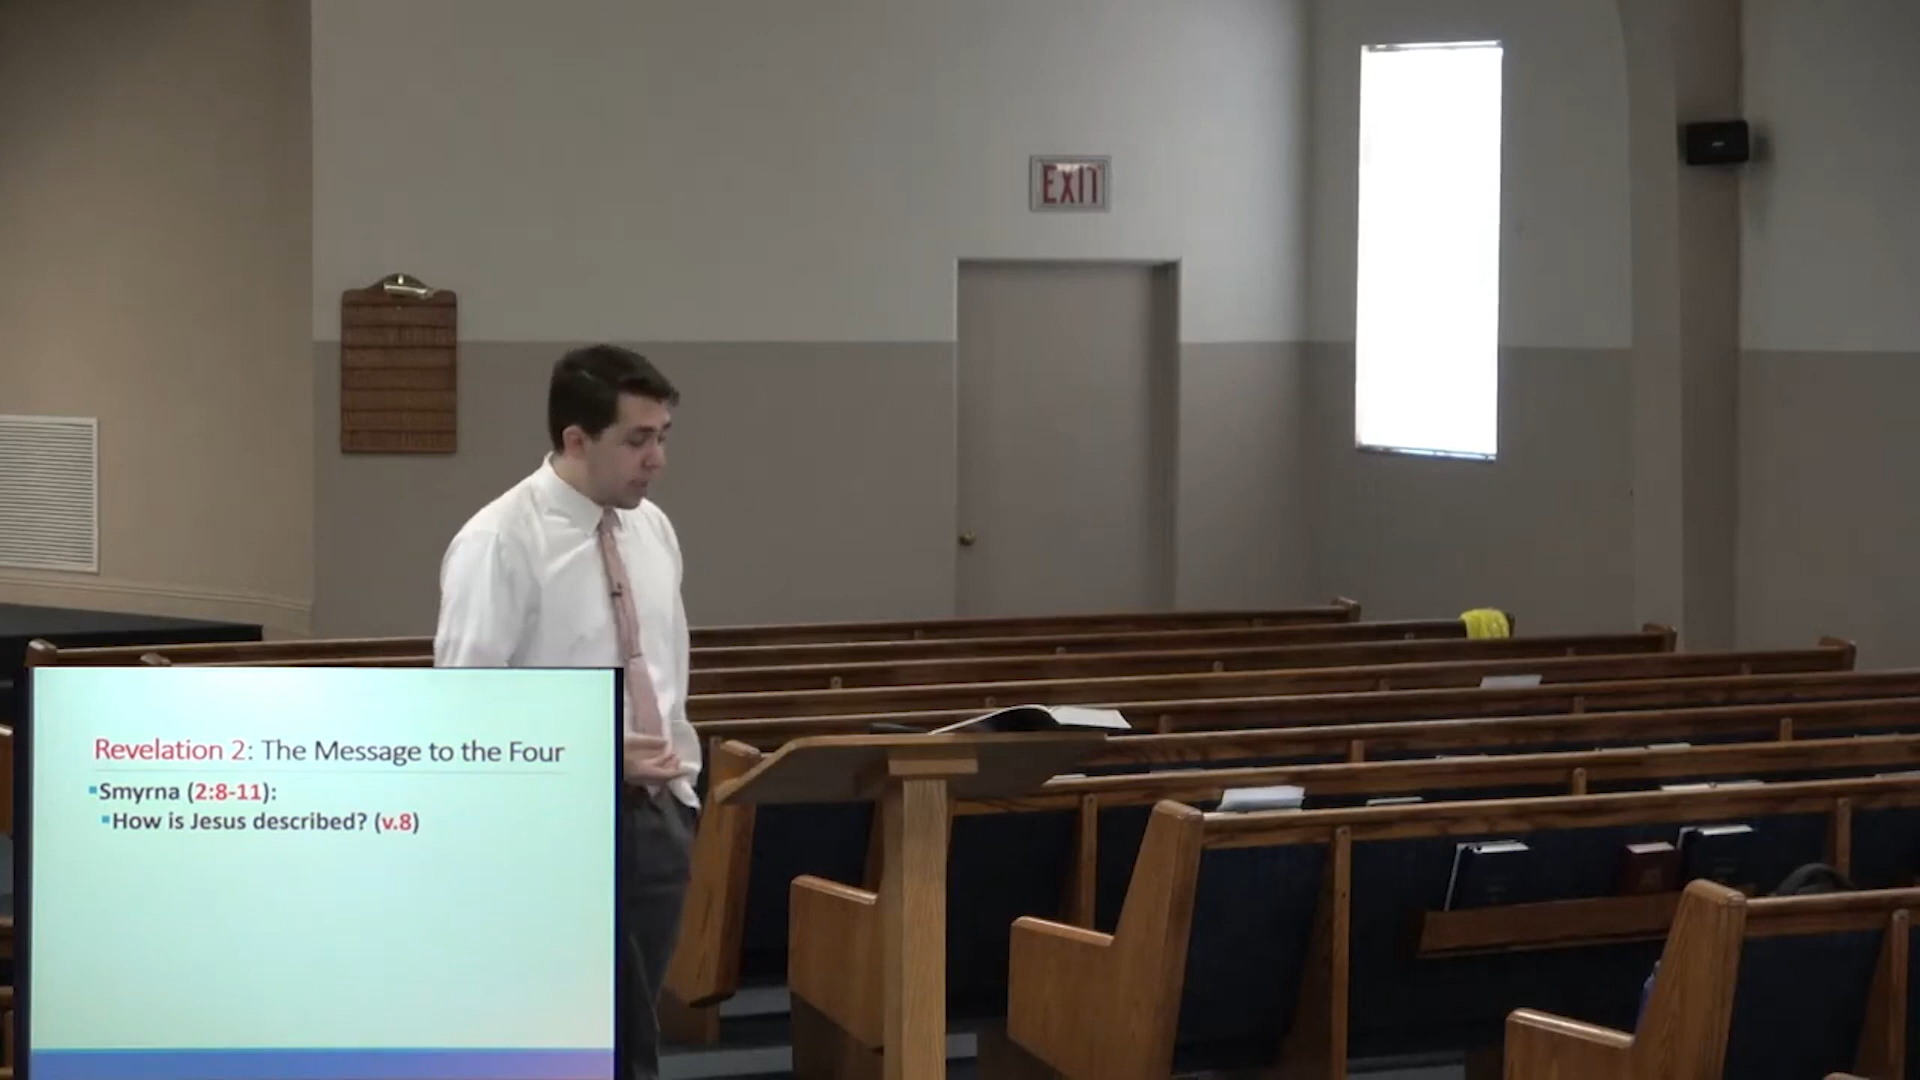 EXIT
Revelation 2: The Message to the Four
Smyrna (2:8-11):
How is Jesus described? (v.8)